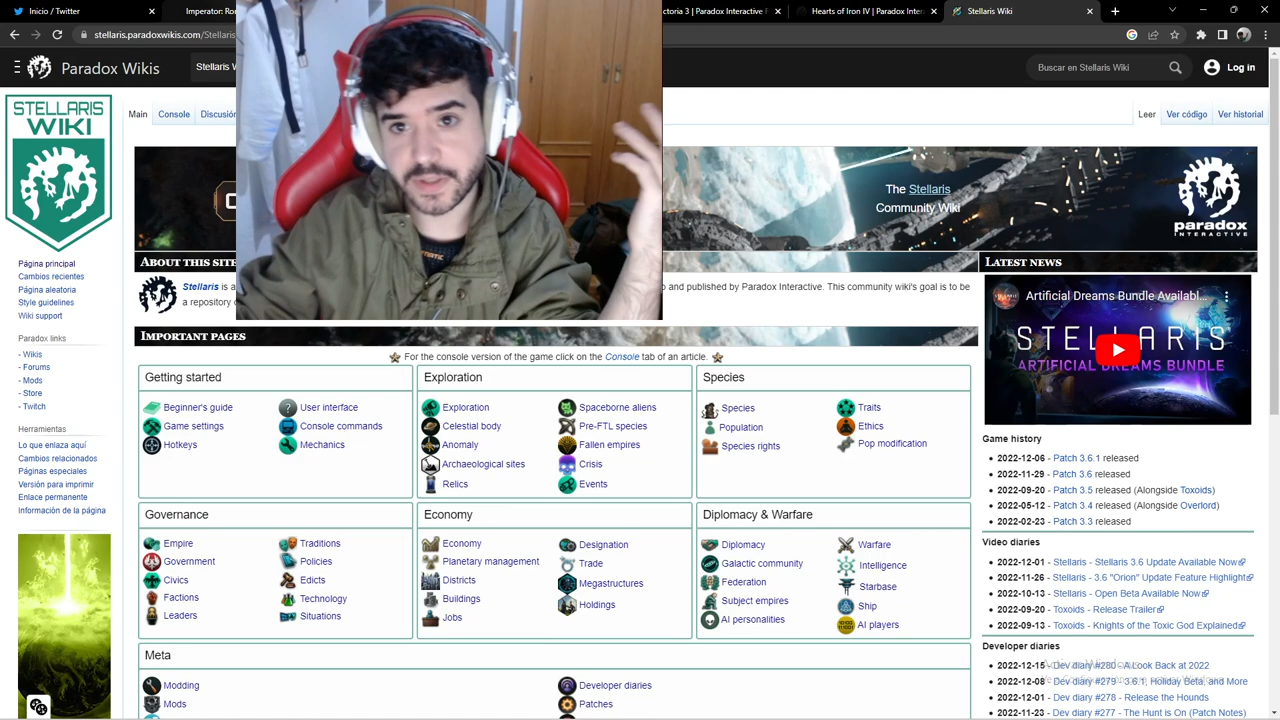 Inicio / Twitter
Stellaris:
ctoria 3 | Paradox Interact
Hearts of Iron IV | Paradox Inter
Stellaris Wiki
stellaris.paradoxwikis.com/Stellaris
Paradox Wikis
Stellaris W
Buscar en Stellaris Wiki
Log in
STELLARIS
WIKI
Main
Console
Discusión
Leer
Ver código
Ver historial
The Stellaris
Community Wiki
PARADOX
INTERACTIVE
Página principal
Cambios recientes
Página aleatoria
Style guidelines
Wiki support
Paradox links
- Wikis
- Forums
- Mods
- Store
- Twitch
Herramientas
Lo que enlaza aquí
Cambios relacionados
Páginas especiales
Versión para imprimir
Enlace permanente
Información de la página
ABOUT THIS SITE
Stellaris is a
and published by Paradox Interactive. This community wiki's goal is to be
a repository
IMPORTANT PAGES
For the console version of the game click on the Console tab of an article.
Getting started
Beginner's guide
Game settings
Hotkeys
User interface
Console commands
Mechanics
Exploration
Exploration
Celestial body
Anomaly
Archaeological sites
Relics
Spaceborne aliens
Pre-FTL species
Fallen empires
Crisis
Events
Species
Species
Population
Species rights
Traits
Ethics
Pop modification
Governance
Empire
Government
Civics
Factions
Leaders
Traditions
Policies
Edicts
Technology
Situations
Economy
Economy
Planetary management
Districts
Buildings
Jobs
Designation
Trade
Megastructures
Holdings
Diplomacy & Warfare
Diplomacy
Galactic community
Federation
Subject empires
AI personalities
Warfare
Intelligence
Starbase
Ship
AI players
Meta
Modding
Mods
Developer diaries
Patches
LATEST NEWS
Artificial Dreams Bundle Availabl...
STELLARIS
ARTIFICIAL DREAMS BUNDLE
Game history
2022-12-06 - Patch 3.6.1 released
2022-11-29 - Patch 3.6 released
2022-09-20 - Patch 3.5 released (Alongside Toxoids)
2022-05-12 - Patch 3.4 released (Alongside Overlord)
2022-02-23 - Patch 3.3 released
Video diaries
2022-12-01 - Stellaris - Stellaris 3.6 Update Available Now
2022-11-26 - Stellaris - 3.6 "Orion" Update Feature Highlight
2022-10-13 - Stellaris - Open Beta Available Now
2022-09-20 - Toxoids - Release Trailer
2022-09-13 - Toxoids - Knights of the Toxic God Explained
Developer diaries
2022-12-15 - Dev diary #280 - A Look Back at 2022
2022-12-08 - Dev diary #279 - 3.6.1, Holiday Beta, and More
2022-12-01 - Dev diary #278 - Release the Hounds
2022-11-23 - Dev diary #277 - The Hunt is On (Patch Notes)